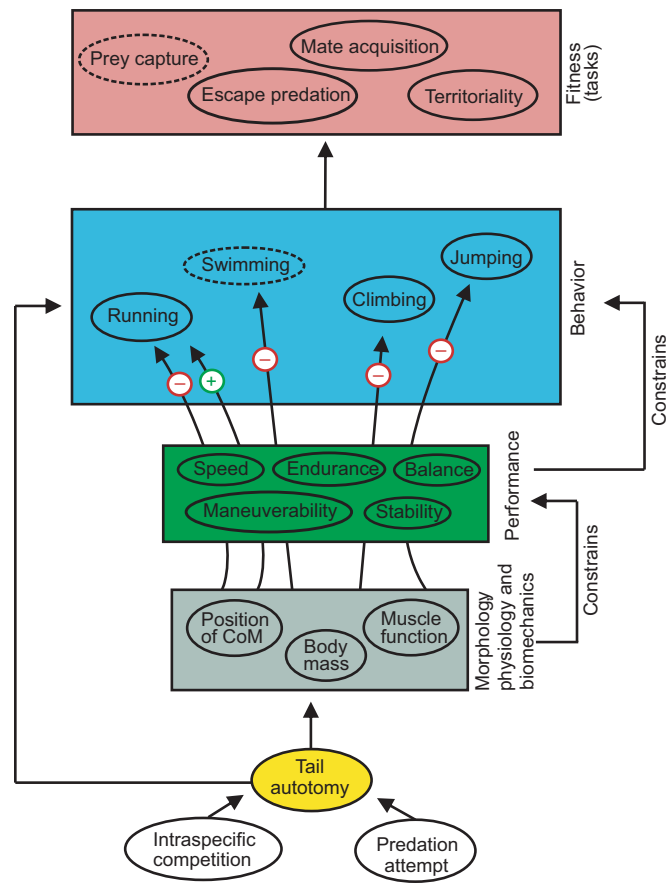 Prey capture
Mate acquisition
Escape predation
Territoriality
Fitness
(tasks)
Swimming
Jumping
Climbing
Running
Behavior
−
+
−
−
−
Constrains
Speed
Endurance
Balance
Maneuverability
Stability
Performance
Constrains
Position
of CoM
Body
mass
Muscle
function
Morphology
physiology and
biomechanics
Tail
autotomy
Intraspecific
competition
Predation
attempt